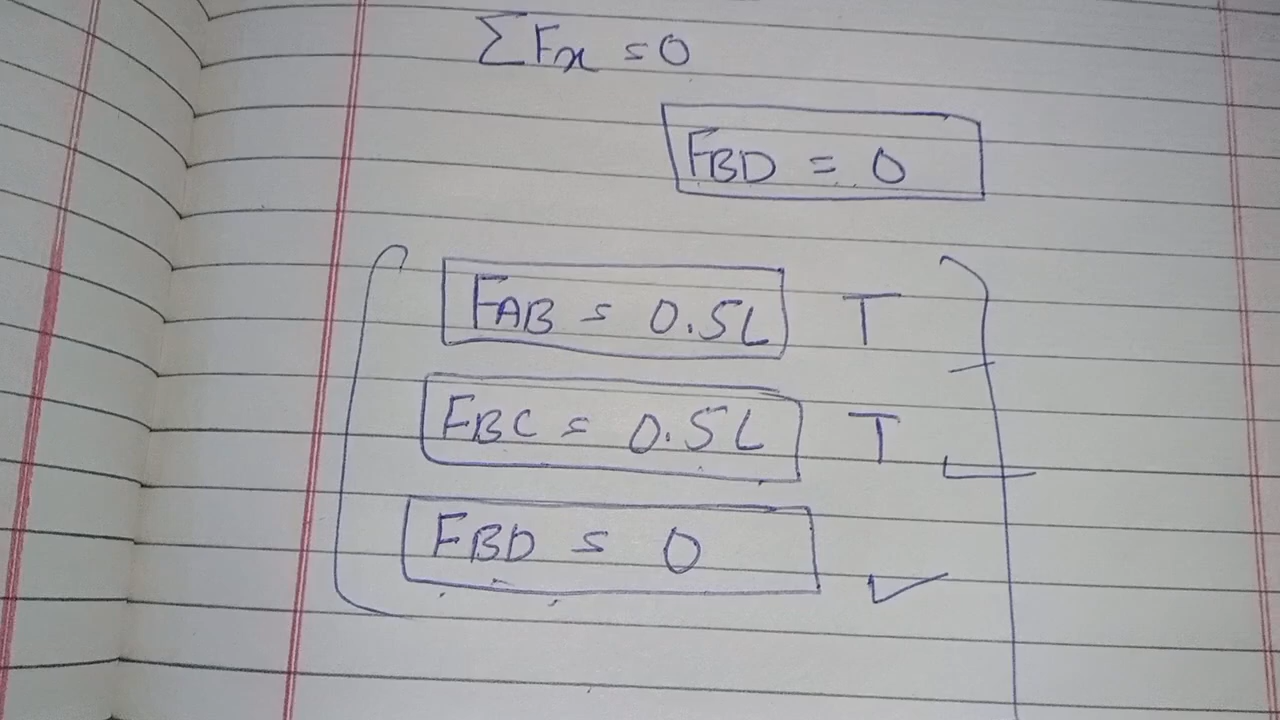 ΣFx = 0
FBD = 0
FAB = 0.5L T
FBC = 0.5L T
FBD = 0